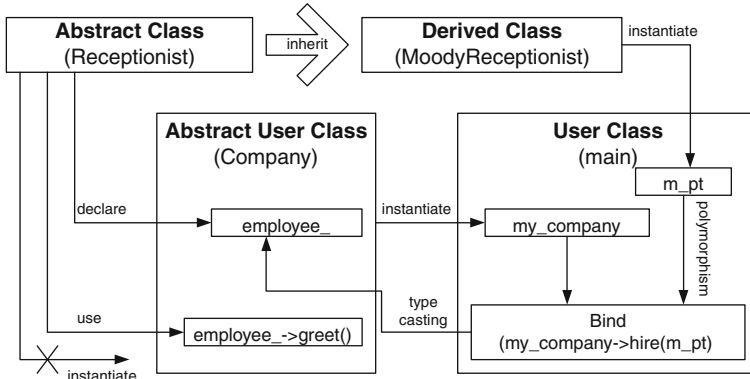 Abstract Class
(Receptionist)
inherit
Derived Class
(MoodyReceptionist)
instantiate
Abstract User Class
(Company)
User Class
(main)
m_pt
declare
employee_
instantiate
my_company
polymorphism
type
casting
use
employee_->greet()
Bind
(my_company->hire(m_pt)
instantiate